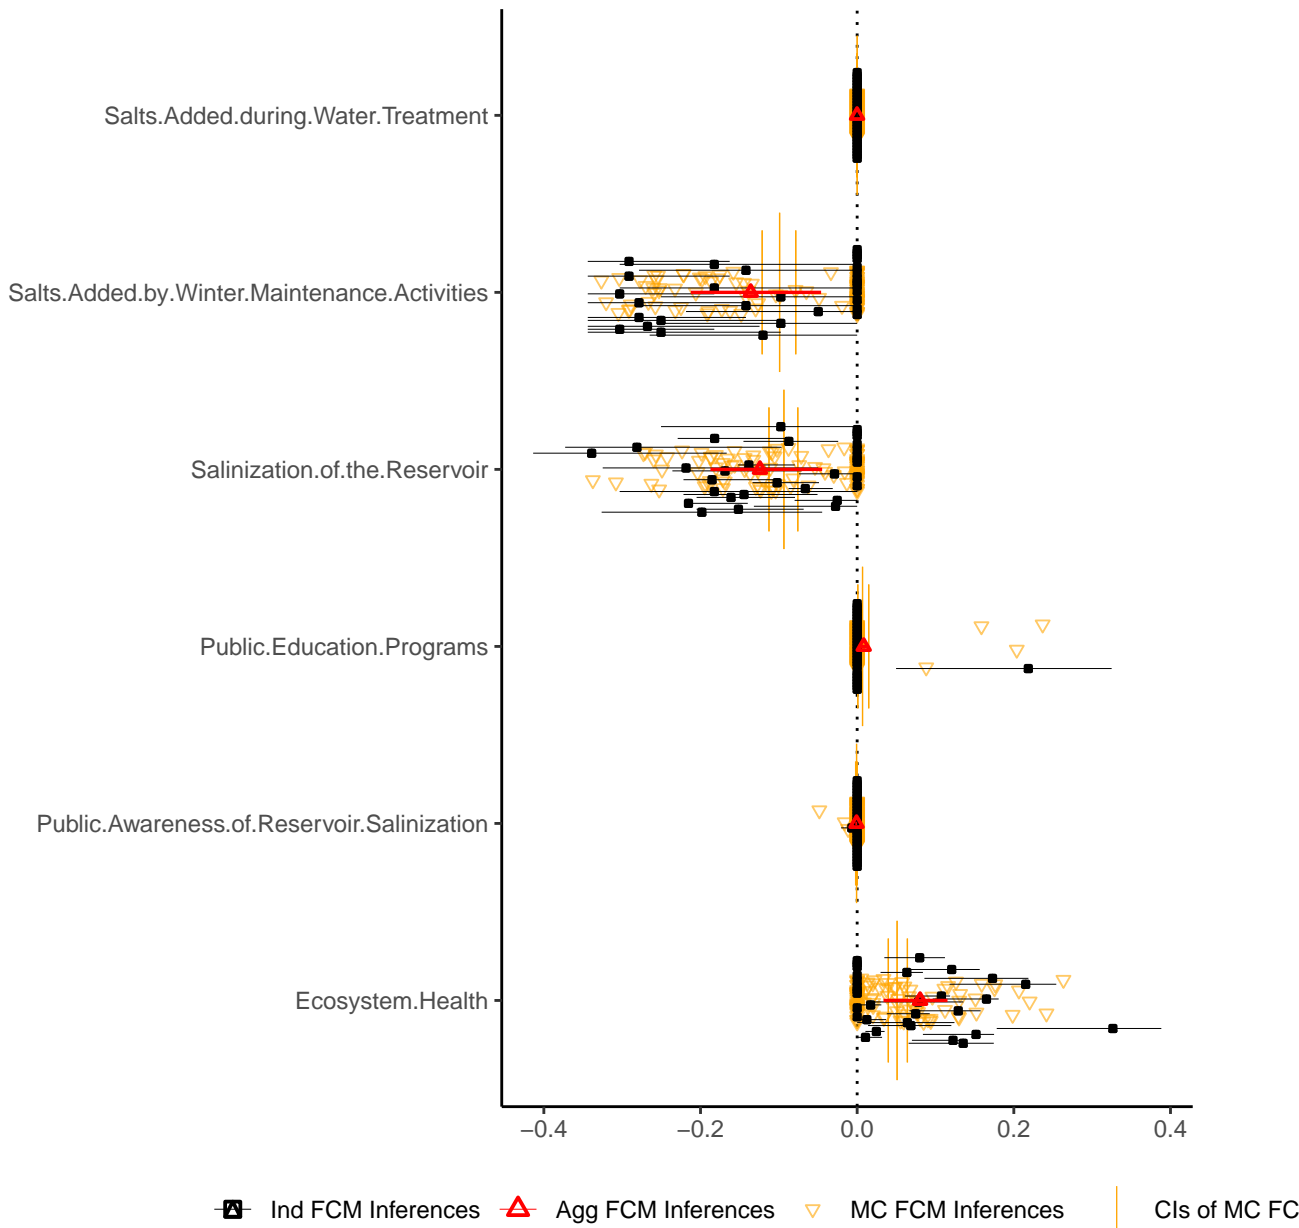 Salts.Added.during.Water.Treatment
Salts.Added.by.Winter.Maintenance.Activities
Salinization.of.the.Reservoir
Public.Education.Programs
Public.Awareness.of.Reservoir.Salinization
Ecosystem.Health
−0.4 −0.2 0.0 0.2 0.4
Ind FCM Inferences Agg FCM Inferences MC FCM Inferences CIs of MC FC